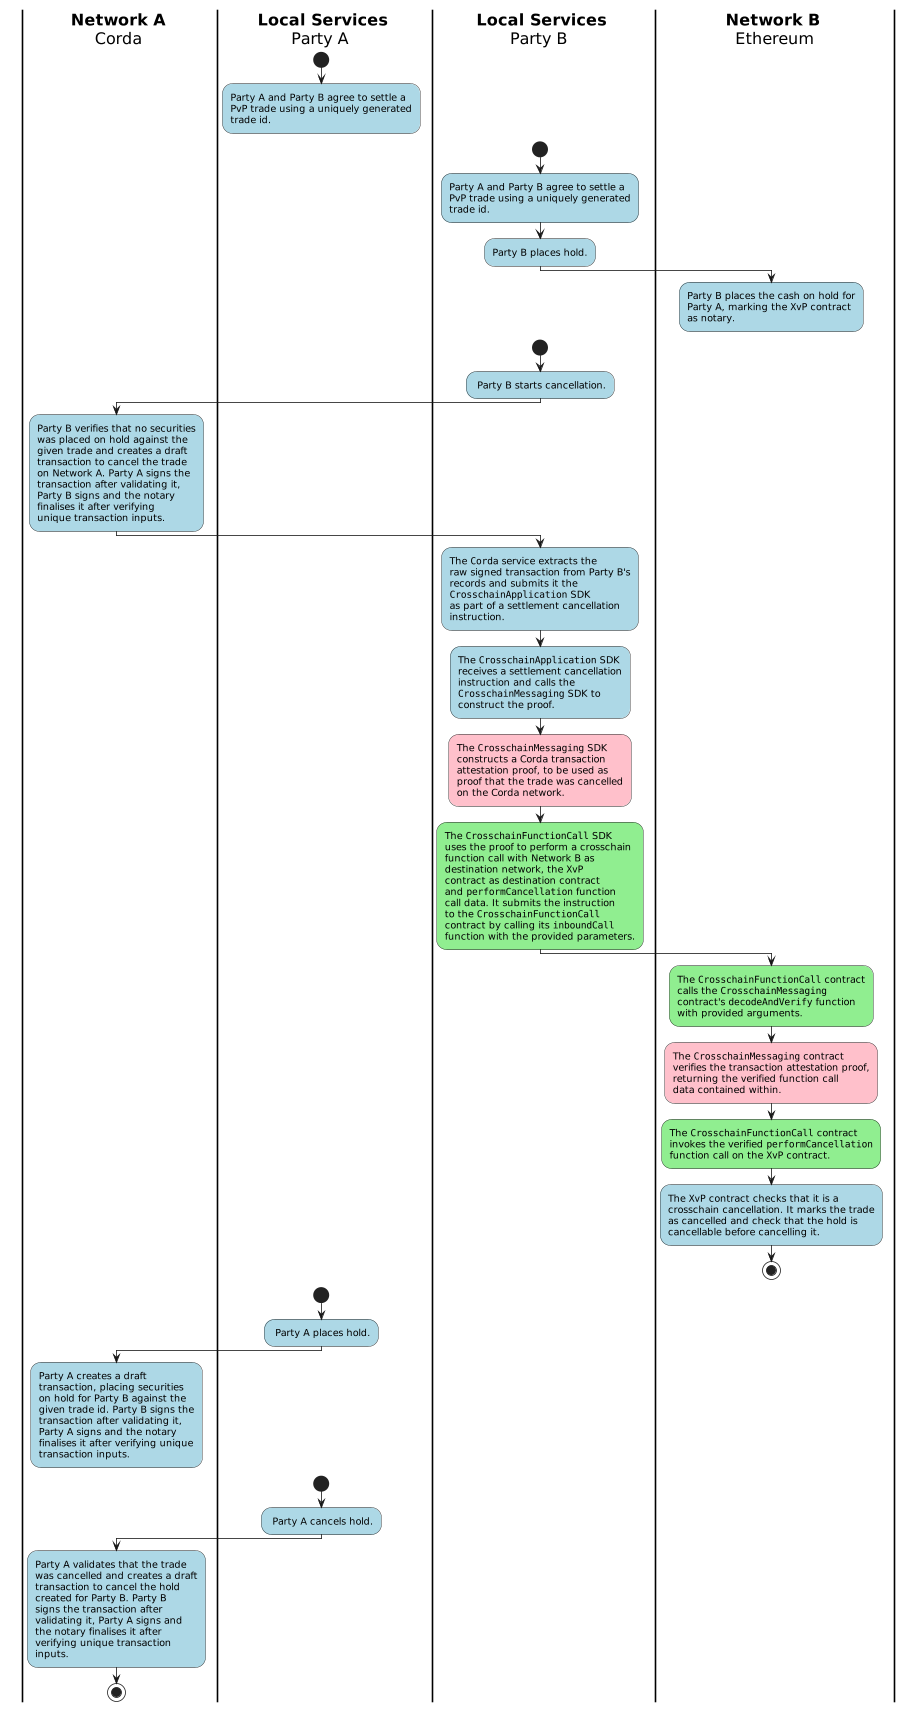 Network A
Corda
Local Services
Party A
Local Services
Party B
Network B
Ethereum
Party A and Party B agree to settle a
PvP trade using a uniquely generated
trade id.
Party A and Party B agree to settle a
PvP trade using a uniquely generated
trade id.
Party B places hold.
Party B places the cash on hold for
Party A, marking the XvP contract
as notary.
Party B starts cancellation.
Party B verifies that no securities
was placed on hold against the
given trade and creates a draft
transaction to cancel the trade
on Network A. Party A signs the
transaction after validating it,
Party B signs and the notary
finalises it after verifying
unique transaction inputs.
The Corda service extracts the
raw signed transaction from Party B's
records and submits it the
CrosschainApplication SDK
as part of a settlement cancellation
instruction.
The CrosschainApplication SDK
receives a settlement cancellation
instruction and calls the
CrosschainMessaging SDK to
construct the proof.
The CrosschainMessaging SDK
constructs a Corda transaction
attestation proof, to be used as
proof that the trade was cancelled
on the Corda network.
The CrosschainFunctionCall SDK
uses the proof to perform a crosschain
function call with Network B as
destination network, the XvP
contract as destination contract
and performCancellation function
call data. It submits the instruction
to the CrosschainFunctionCall
contract by calling its inboundCall
function with the provided parameters.
The CrosschainFunctionCall contract
calls the CrosschainMessaging
contract's decodeAndVerify function
with provided arguments.
The CrosschainMessaging contract
verifies the transaction attestation proof,
returning the verified function call
data contained within.
The CrosschainFunctionCall contract
invokes the verified performCancellation
function call on the XvP contract.
The XvP contract checks that it is a
crosschain cancellation. It marks the trade
as cancelled and check that the hold is
cancellable before cancelling it.
Party A places hold.
Party A creates a draft
transaction, placing securities
on hold for Party B against the
given trade id. Party B signs the
transaction after validating it,
Party A signs and the notary
finalises it after verifying unique
transaction inputs.
Party A cancels hold.
Party A validates that the trade
was cancelled and creates a draft
transaction to cancel the hold
created for Party B. Party B
signs the transaction after
validating it, Party A signs and
the notary finalises it after
verifying unique transaction
inputs.